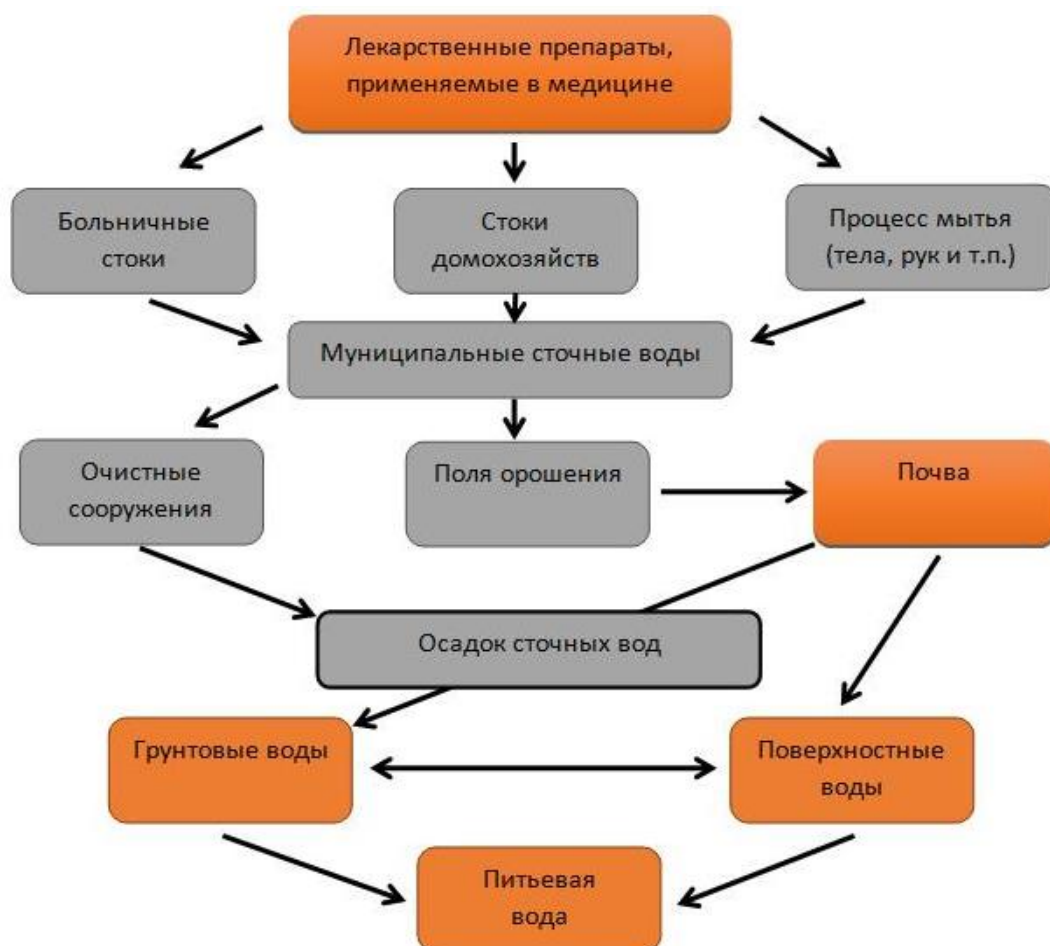 Лекарственные препараты,
применяемые в медицине
Больничные
стоки
Стоки
домохозяйств
Процесс мытья
(тела, рук и т.п.)
Муниципальные сточные воды
Очистные
сооружения
Поля орошения
Почва
Осадок сточных вод
Грунтовые воды
Поверхностные
воды
Питьевая
вода